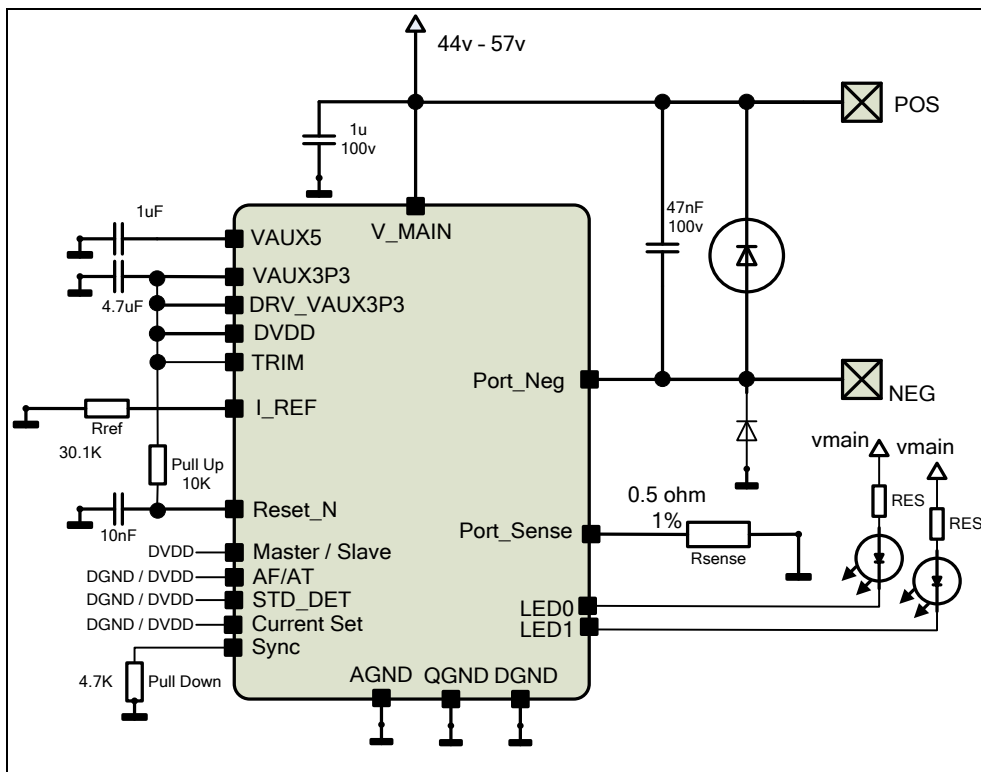 44v - 57v
POS
1u
100v
1uF
V_MAIN
47nF
100v
VAUX5
VAUX3P3
4.7uF
DRV_VAUX3P3
DVDD
TRIM
Port_Neg
NEG
I_REF
Rref
30.1K
vmain
vmain
Pull Up
10K
0.5 ohm
1%
RES
RES
Reset_N
10nF
Port_Sense
Rsense
DVDD
Master / Slave
DGND / DVDD
AF/AT
DGND / DVDD
STD_DET
DGND / DVDD
Current Set
LED0
LED1
Sync
4.7K
Pull Down
AGND
QGND
DGND